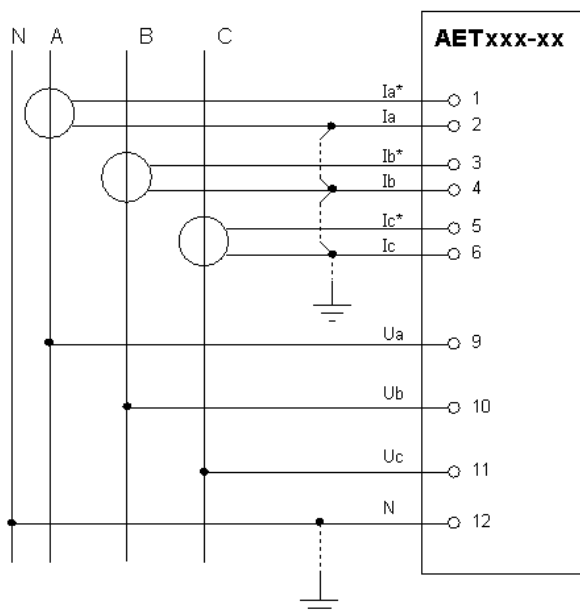 N A B C
AETxxx-xx
Ia* 1
Ia 2
Ib* 3
Ib 4
Ic* 5
Ic 6
Ua 9
Ub 10
Uc 11
N 12